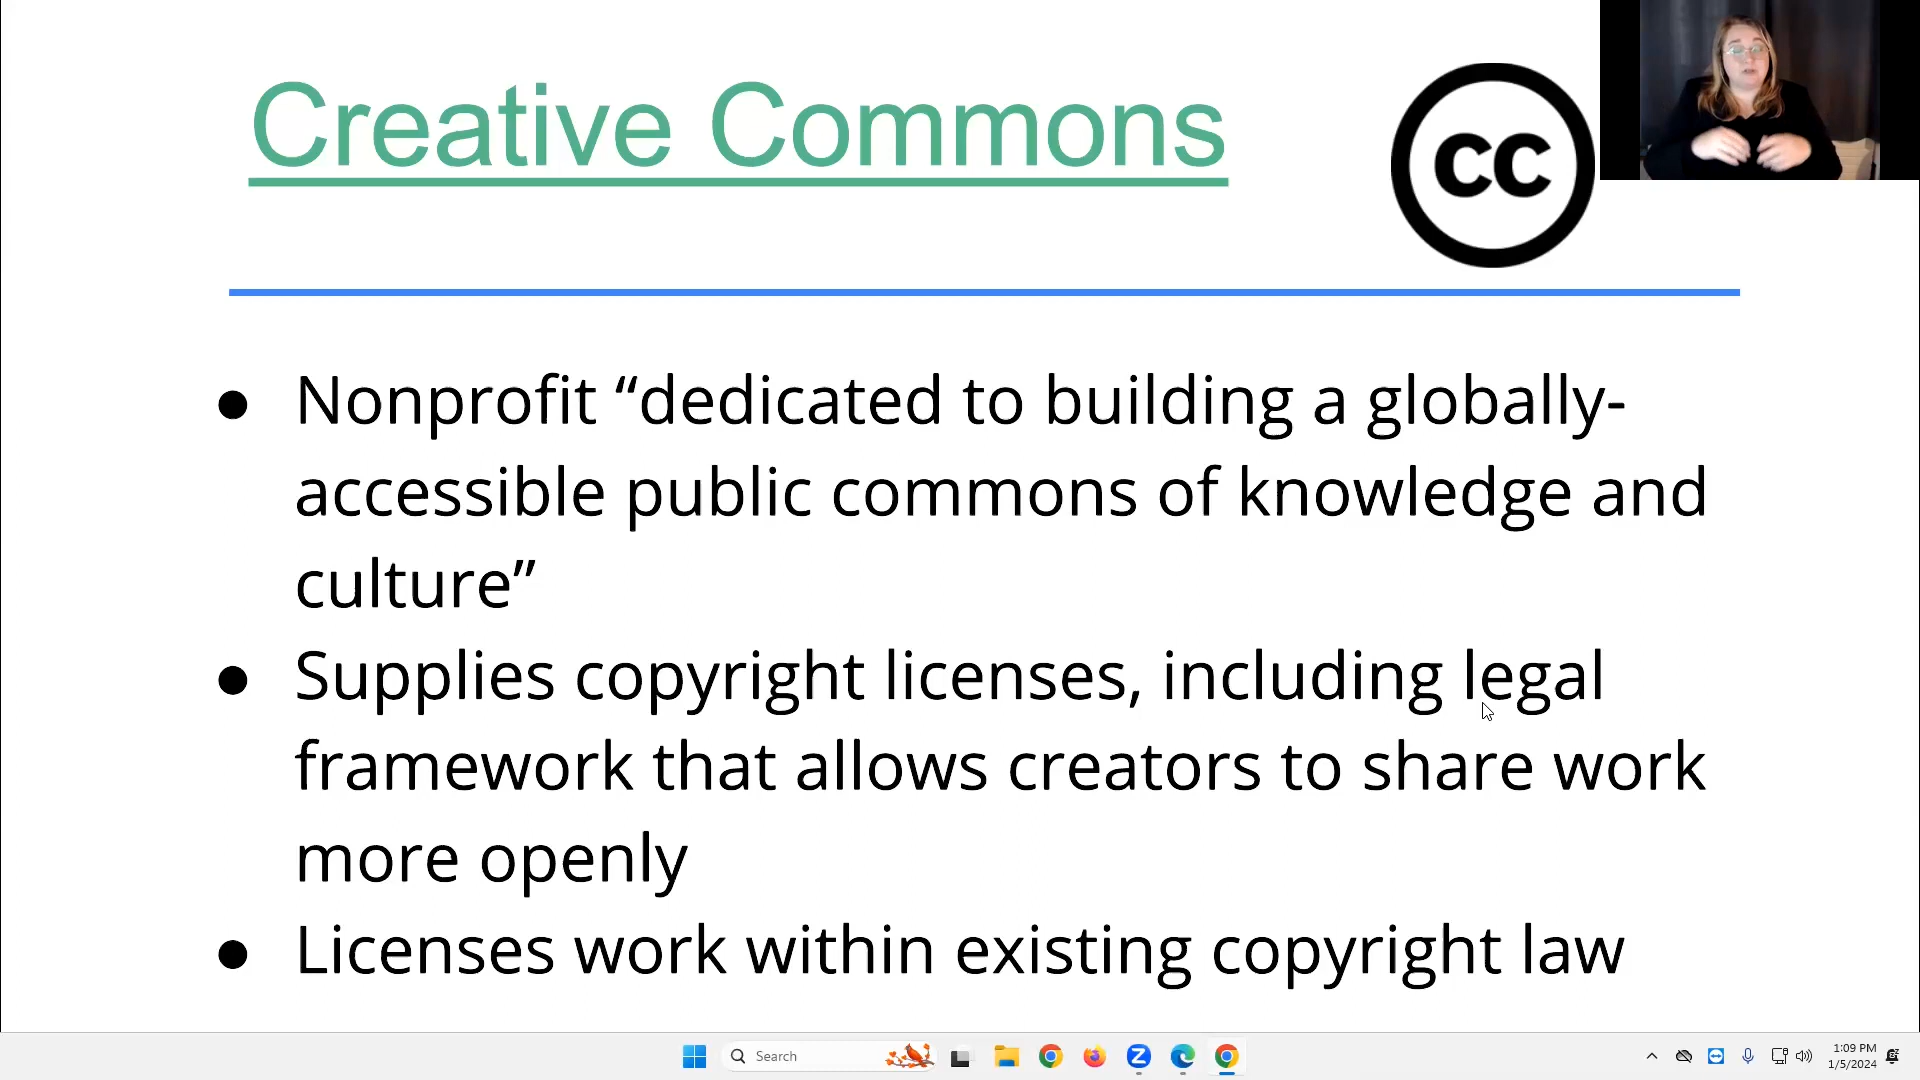 Creative Commons
CC
● Nonprofit “dedicated to building a globally-
accessible public commons of knowledge and
culture”
● Supplies copyright licenses, including legal
framework that allows creators to share work
more openly
● Licenses work within existing copyright law
Search
1:09 PM
1/5/2024